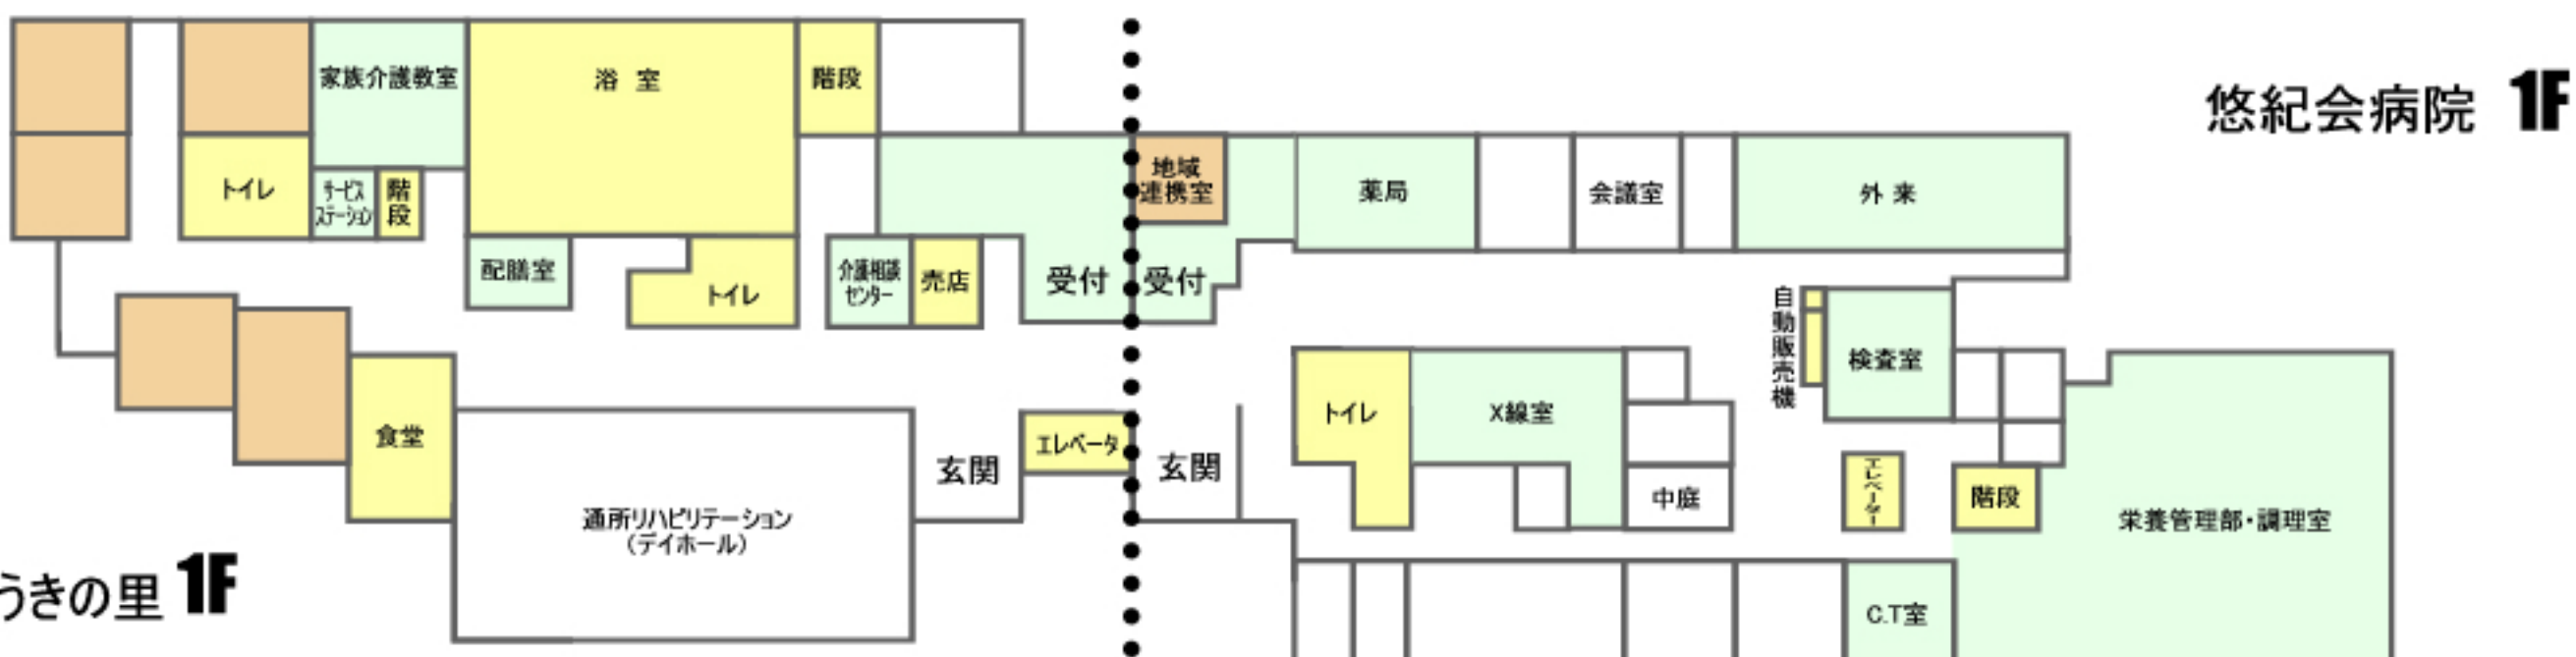 家族介護教室
浴 室
階段
悠紀会病院 1F
トイレ
サービス
ステーション
階
段
地域
連携室
薬局
会議室
外 来
配膳室
トイレ
介護相談
センター
売店
受付
受付
自動販売機
検査室
食堂
エレベータ
玄関
玄関
トイレ
X線室
中庭
エレベーター
階段
栄養管理部・調理室
通所リハビリテーション
(デイホール)
うきの里 1F
C.T室